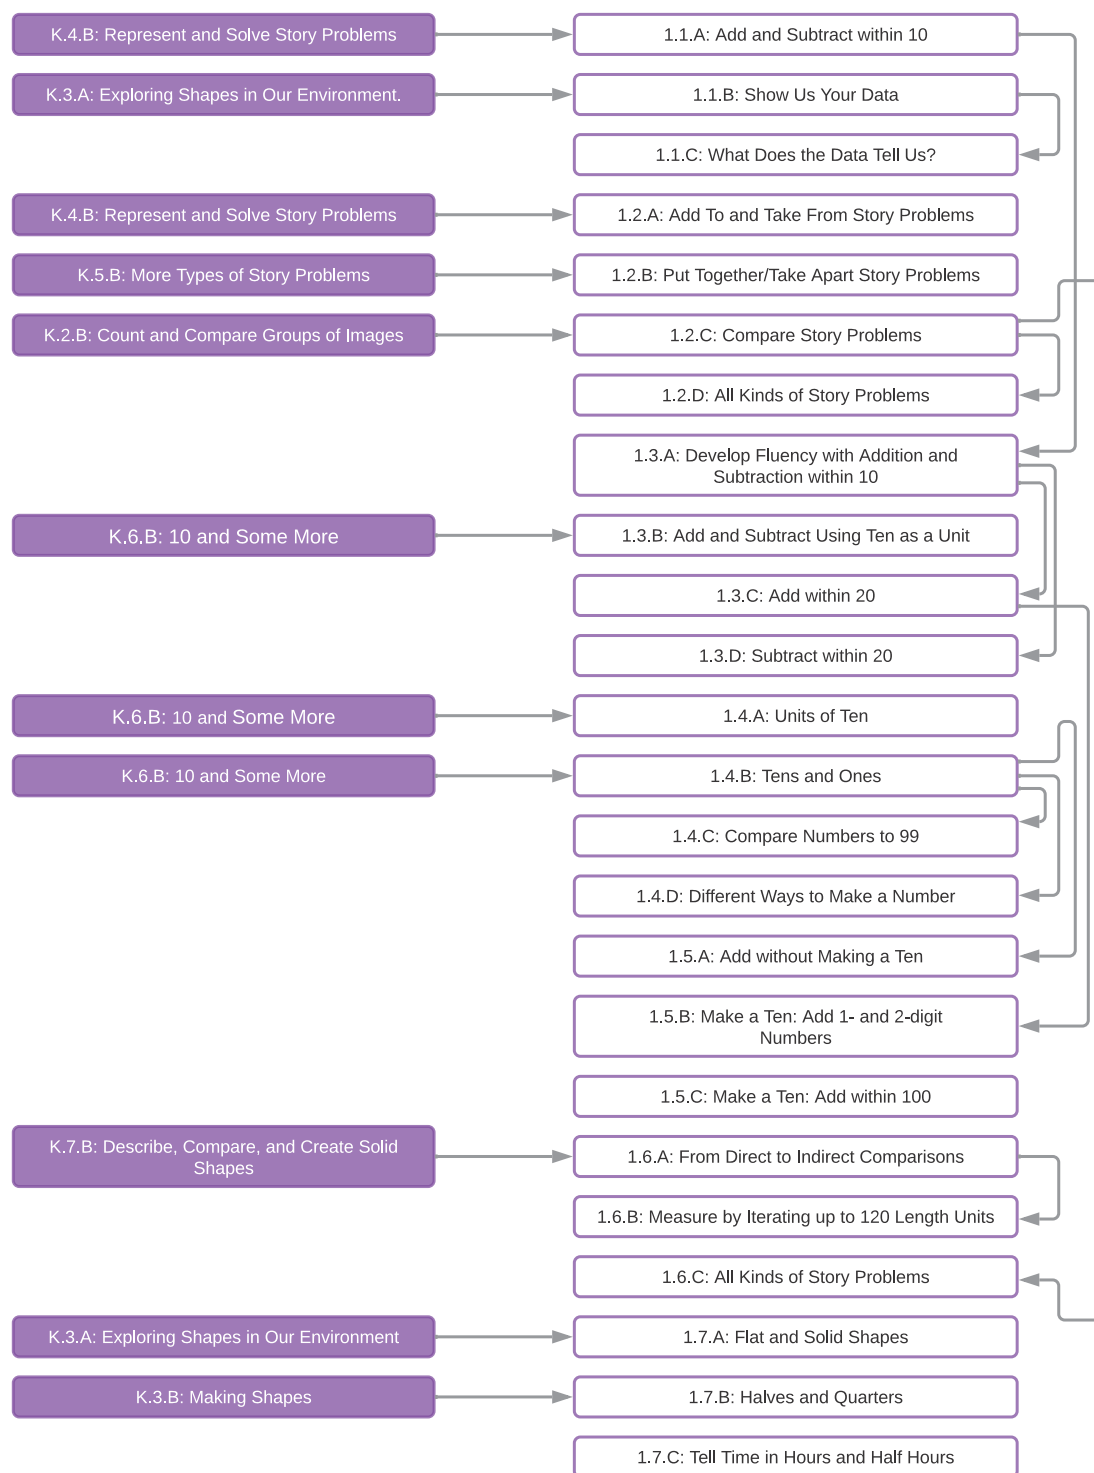 K.4.B: Represent and Solve Story Problems
1.1.A: Add and Subtract within 10
K.3.A: Exploring Shapes in Our Environment.
1.1.B: Show Us Your Data
1.1.C: What Does the Data Tell Us?
K.4.B: Represent and Solve Story Problems
1.2.A: Add To and Take From Story Problems
K.5.B: More Types of Story Problems
1.2.B: Put Together/Take Apart Story Problems
K.2.B: Count and Compare Groups of Images
1.2.C: Compare Story Problems
1.2.D: All Kinds of Story Problems
1.3.A: Develop Fluency with Addition and
Subtraction within 10
K.6.B: 10 and Some More
1.3.B: Add and Subtract Using Ten as a Unit
1.3.C: Add within 20
1.3.D: Subtract within 20
K.6.B: 10 and Some More
1.4.A: Units of Ten
K.6.B: 10 and Some More
1.4.B: Tens and Ones
1.4.C: Compare Numbers to 99
1.4.D: Different Ways to Make a Number
1.5.A: Add without Making a Ten
1.5.B: Make a Ten: Add 1- and 2-digit
Numbers
1.5.C: Make a Ten: Add within 100
K.7.B: Describe, Compare, and Create Solid
Shapes
1.6.A: From Direct to Indirect Comparisons
1.6.B: Measure by Iterating up to 120 Length Units
1.6.C: All Kinds of Story Problems
K.3.A: Exploring Shapes in Our Environment
1.7.A: Flat and Solid Shapes
K.3.B: Making Shapes
1.7.B: Halves and Quarters
1.7.C: Tell Time in Hours and Half Hours